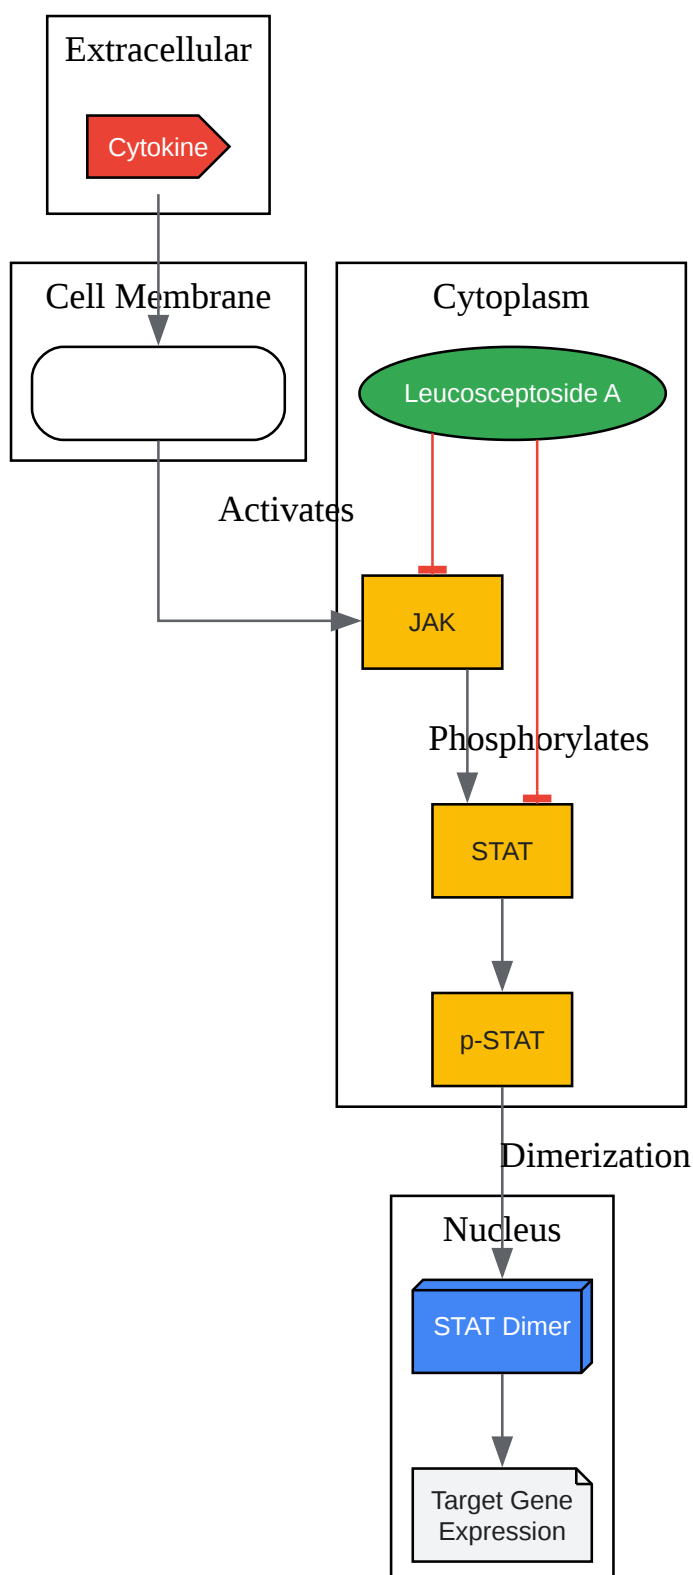 Extracellular
Cytokine
Cell Membrane
Cytoplasm
Leucosceptoside A
Activates
JAK
Phosphorylates
STAT
p-STAT
Dimerization
Nucleus
STAT Dimer
Target Gene
Expression